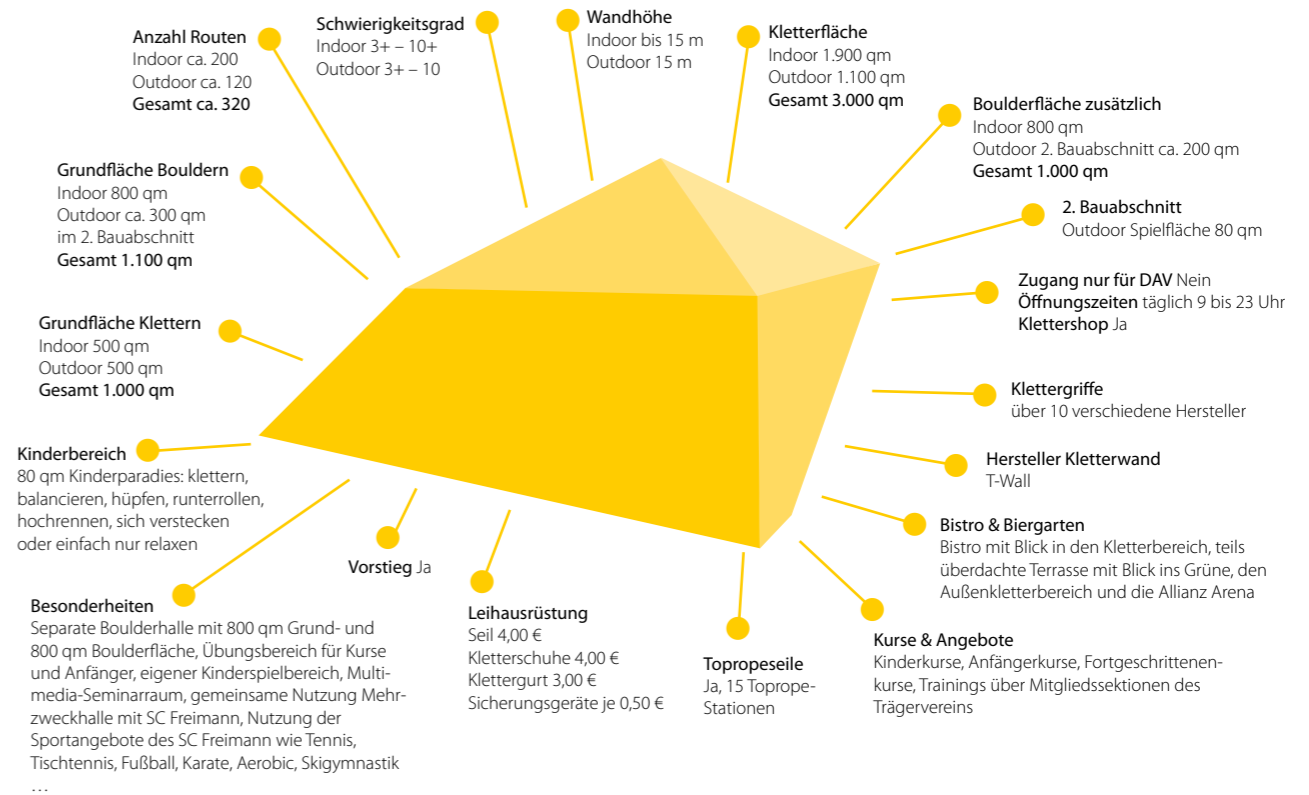 Anzahl Routen
Indoor ca. 200
Outdoor ca. 120
Gesamt ca. 320
Schwierigkeitsgrad
Indoor 3+ – 10+
Outdoor 3+ – 10
Wandhöhe
Indoor bis 15 m
Outdoor 15 m
Kletterfläche
Indoor 1.900 qm
Outdoor 1.100 qm
Gesamt 3.000 qm
Boulderfläche zusätzlich
Indoor 800 qm
Outdoor 2. Bauabschnitt ca. 200 qm
Gesamt 1.000 qm
Grundfläche Bouldern
Indoor 800 qm
Outdoor ca. 300 qm
im 2. Bauabschnitt
Gesamt 1.100 qm
2. Bauabschnitt
Outdoor Spielfläche 80 qm
Zugang nur für DAV Nein
Öffnungszeiten täglich 9 bis 23 Uhr
Klettershop Ja
Grundfläche Klettern
Indoor 500 qm
Outdoor 500 qm
Gesamt 1.000 qm
Klettergriffe
über 10 verschiedene Hersteller
Kinderbereich
80 qm Kinderparadies: klettern,
balancieren, hüpfen, runterrollen,
hochrennen, sich verstecken
oder einfach nur relaxen
Hersteller Kletterwand
T-Wall
Bistro & Biergarten
Bistro mit Blick in den Kletterbereich, teils
überdachte Terrasse mit Blick ins Grüne, den
Außenkletterbereich und die Allianz Arena
Vorstieg Ja
Besonderheiten
Separate Boulderhalle mit 800 qm Grund- und
800 qm Boulderfläche, Übungsbereich für Kurse
und Anfänger, eigener Kinderspielbereich, Multi-
media-Seminarraum, gemeinsame Nutzung Mehr-
zweckhalle mit SC Freimann, Nutzung der
Sportangebote des SC Freimann wie Tennis,
Tischtennis, Fußball, Karate, Aerobic, Skigymnastik
...
Leihausrüstung
Seil 4,00 €
Kletterschuhe 4,00 €
Klettergurt 3,00 €
Sicherungsgeräte je 0,50 €
Topropeseile
Ja, 15 Toprope-
Stationen
Kurse & Angebote
Kinderkurse, Anfängerkurse, Fortgeschrittenen-
kurse, Trainings über Mitgliedssektionen des
Trägervereins